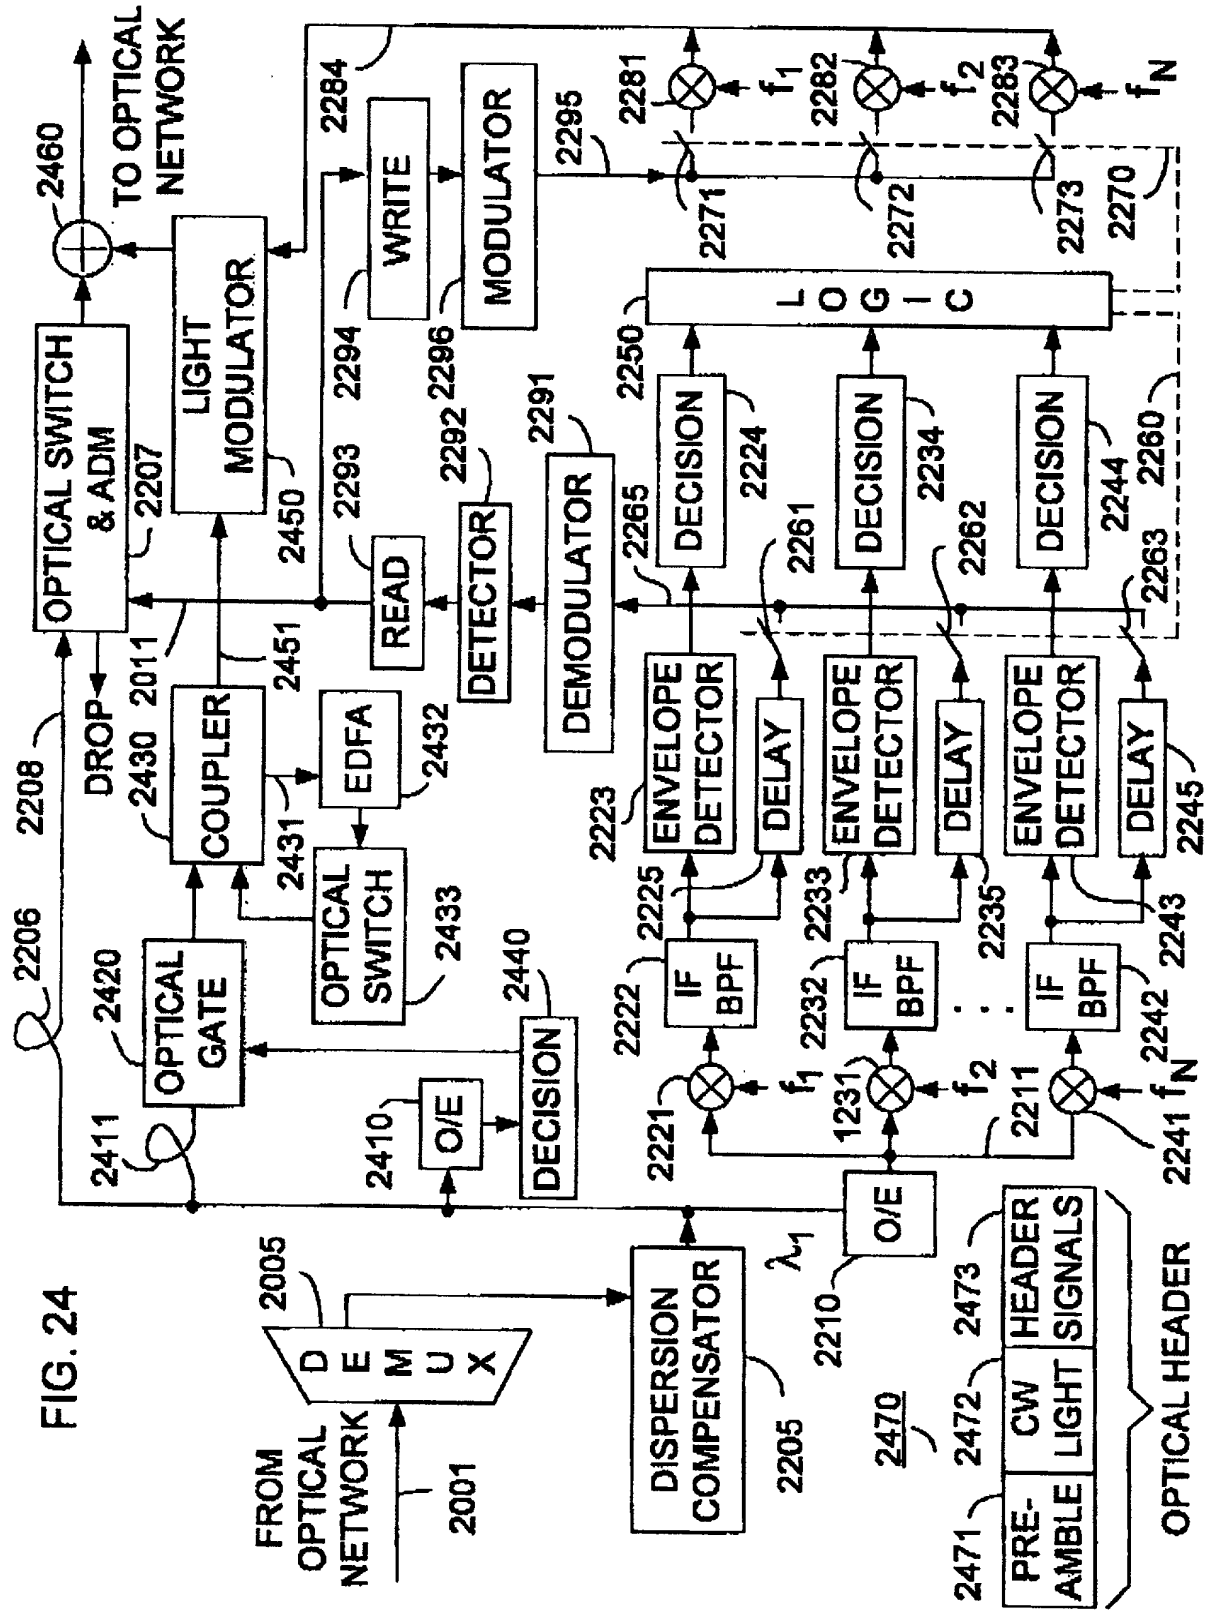 FIG. 24
FROM
OPTICAL
NETWORK
2001
DEMUX
2005
DISPERSION
COMPENSATOR
2205
λ1
2206
2208
2411
OPTICAL
GATE
2420
2410
O/E
DECISION
2440
COUPLER
2430
2431
EDFA
2432
OPTICAL
SWITCH
2433
2451
2011
DROP
OPTICAL SWITCH
& ADM
2207
LIGHT
MODULATOR
2450
2460
TO OPTICAL
NETWORK
2284
READ
2293
DETECTOR
2292
DEMODULATOR
2291
2265
WRITE
2294
MODULATOR
2296
2295
O/E
2210
2211
2221
f1
IF
BPF
2222
ENVELOPE
DETECTOR
2223
DELAY
2225
DECISION
2224
2261
1231
f2
IF
BPF
2232
ENVELOPE
DETECTOR
2233
DELAY
2235
DECISION
2234
2262
. . .
2241
fN
IF
BPF
2242
ENVELOPE
DETECTOR
2243
DELAY
2245
DECISION
2244
2263
2260
LOGIC
2250
2270
2271
2281
f1
2272
2282
f2
2273
2283
fN
2470
2471
2472
2473
PRE-
AMBLE
CW
LIGHT
HEADER
SIGNALS
OPTICAL HEADER